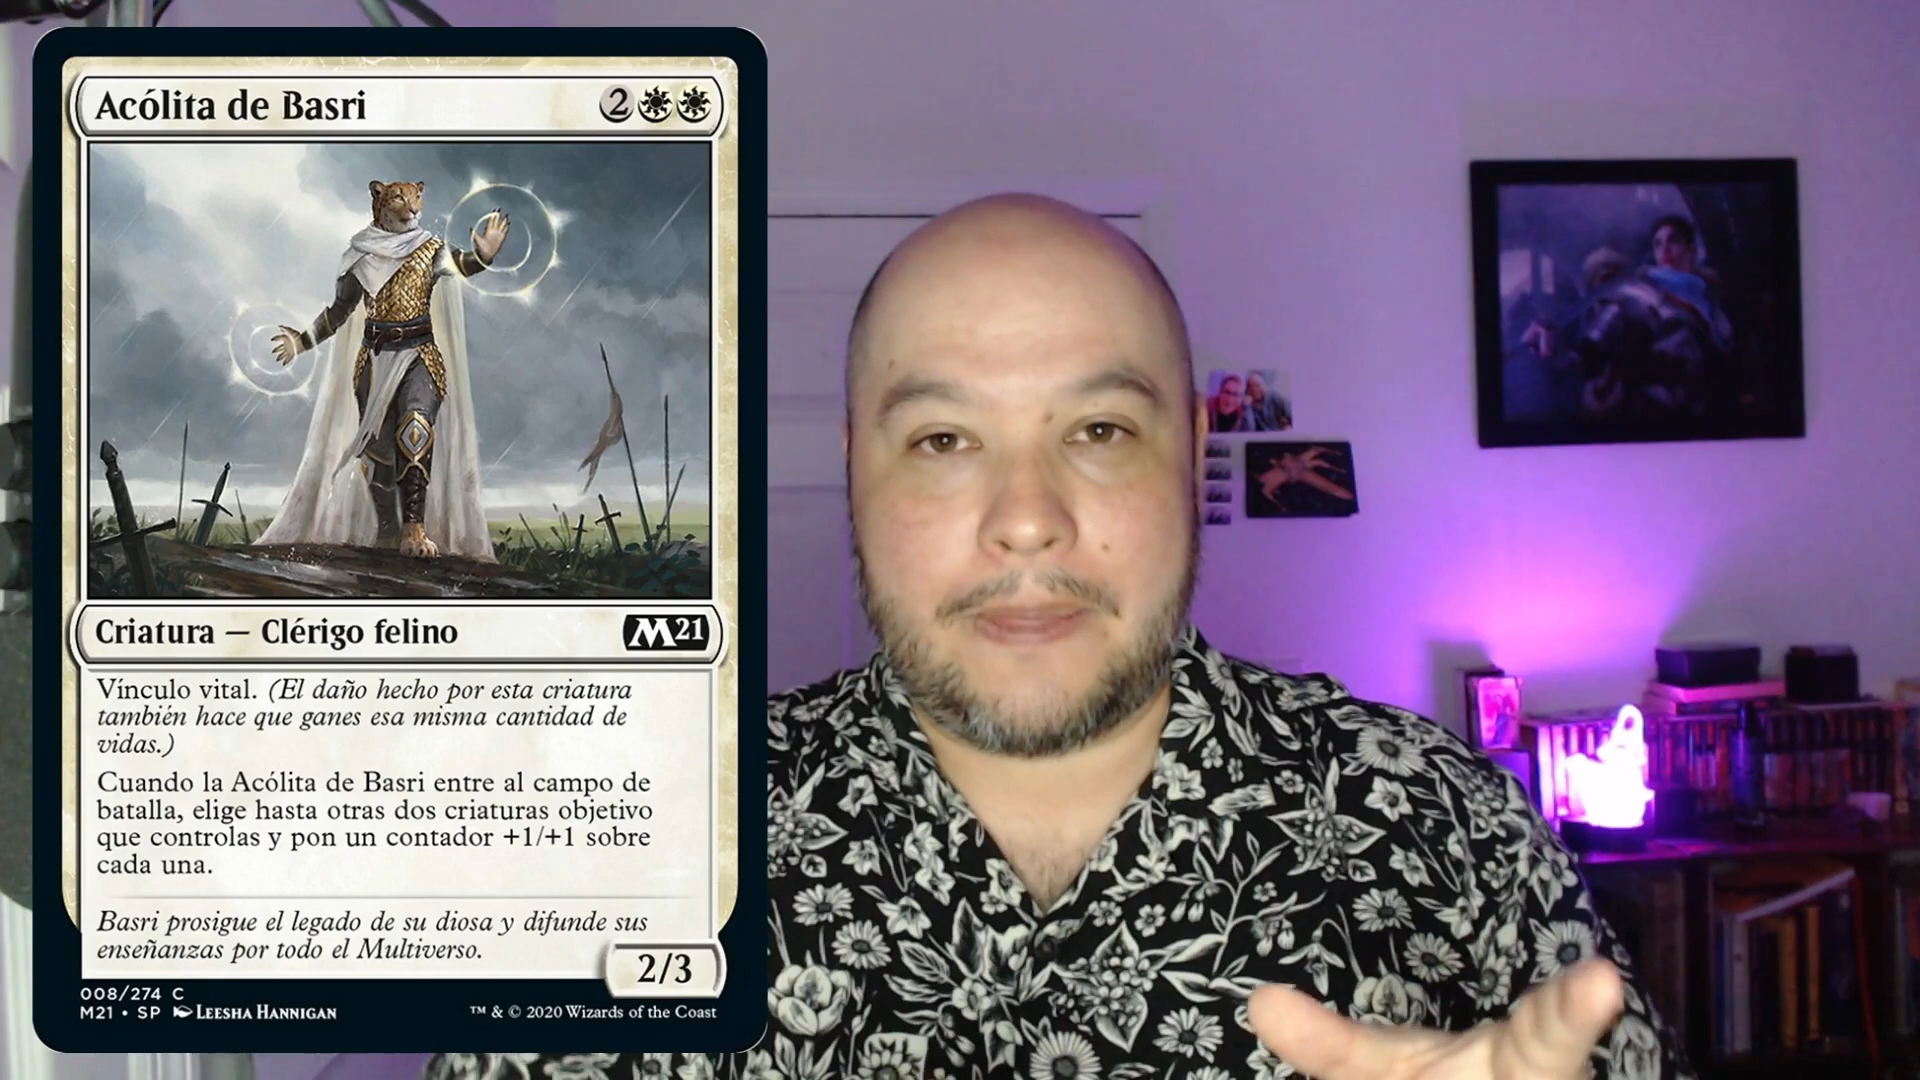 Acólita de Basri 2
Criatura — Clérigo felino M21
Vínculo vital. (El daño hecho por esta criatura
también hace que ganes esa misma cantidad de
vidas.)
Cuando la Acólita de Basri entre al campo de
batalla, elige hasta otras dos criaturas objetivo
que controlas y pon un contador +1/+1 sobre
cada una.
Basri prosigue el legado de su diosa y difunde sus
enseñanzas por todo el Multiverso.
2/3
008/274 C
M21 • SP LEESHA HANNIGAN ™ & © 2020 Wizards of the Coast